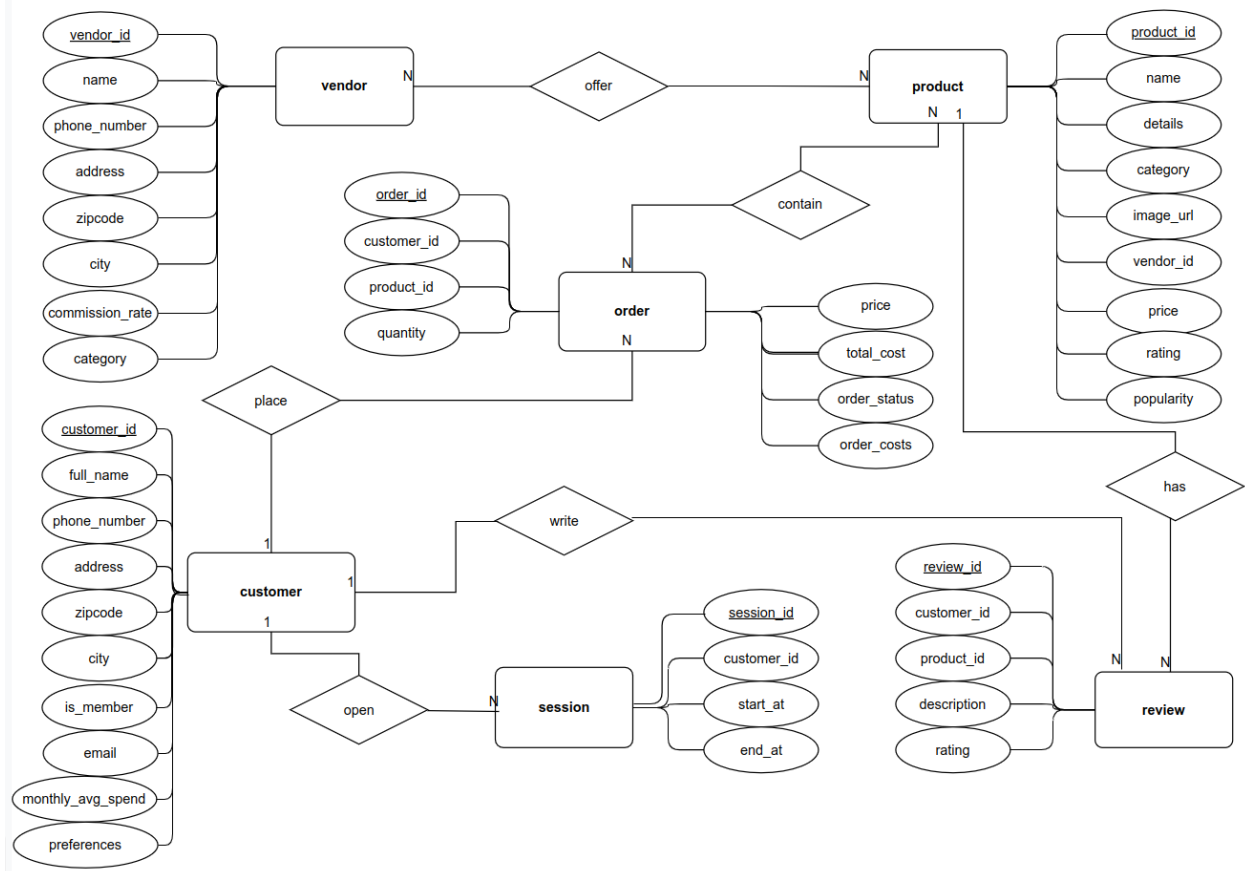 vendor_id
name
phone_number
address
zipcode
city
commission_rate
category
vendor
N
offer
N
product
N 1
product_id
name
details
category
image_url
vendor_id
price
rating
popularity
contain
order_id
customer_id
product_id
quantity
N
order
N
price
total_cost
order_status
order_costs
place
has
customer_id
full_name
phone_number
address
zipcode
city
is_member
email
monthly_avg_spend
preferences
1
customer
1
1
write
open
N
session
session_id
customer_id
start_at
end_at
review_id
customer_id
product_id
description
rating
N
N
review